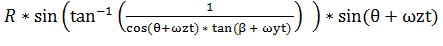 R * sin(tan⁻¹(1/(cos(θ+ωzt)*tan(β + ωyt)) ) ) * sin(θ + ωzt)